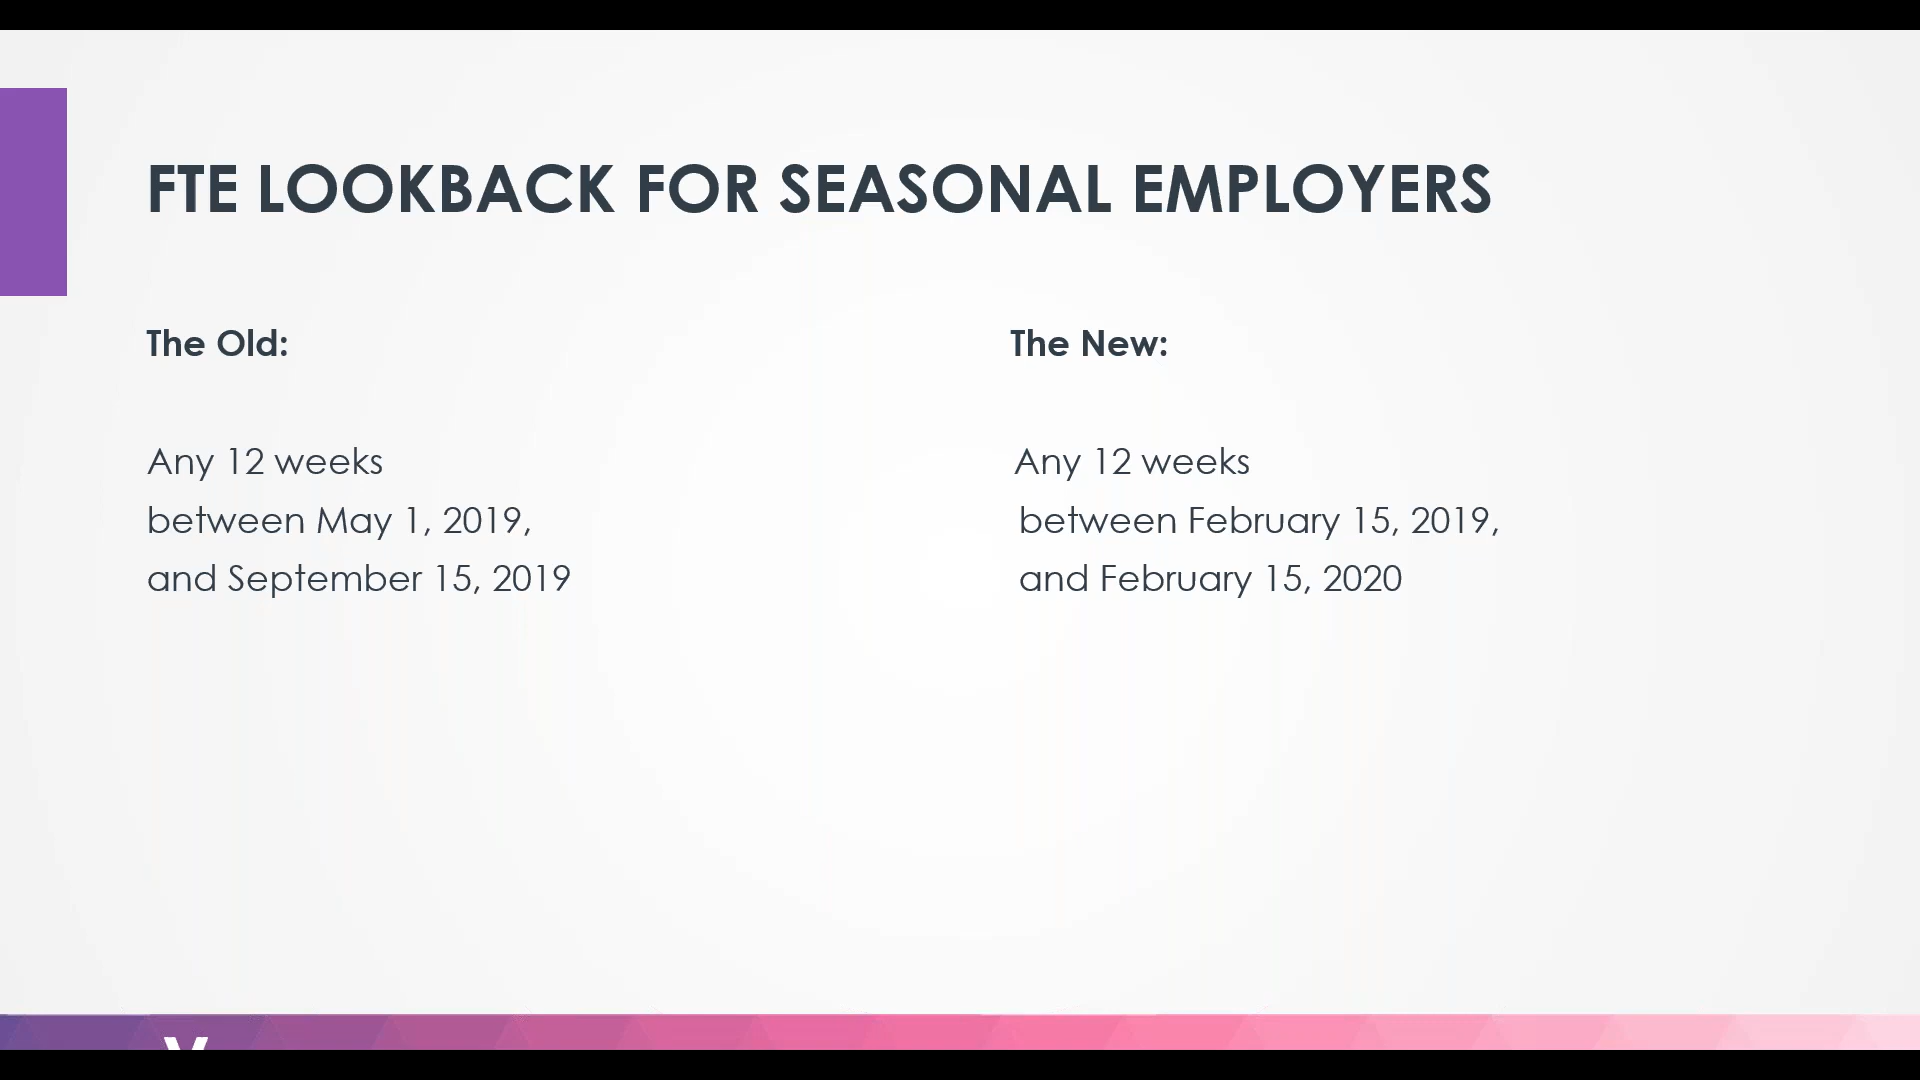 FTE LOOKBACK FOR SEASONAL EMPLOYERS
The Old:
Any 12 weeks
between May 1, 2019,
and September 15, 2019
The New:
Any 12 weeks
between February 15, 2019,
and February 15, 2020